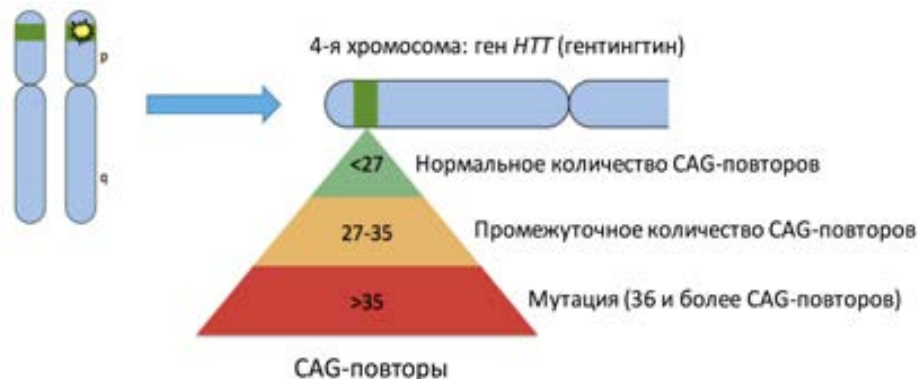 p
q
4-я хромосома: ген HTT (гентингтин)
<27 Нормальное количество CAG-повторов
27-35 Промежуточное количество CAG-повторов
>35 Мутация (36 и более CAG-повторов)
CAG-повторы